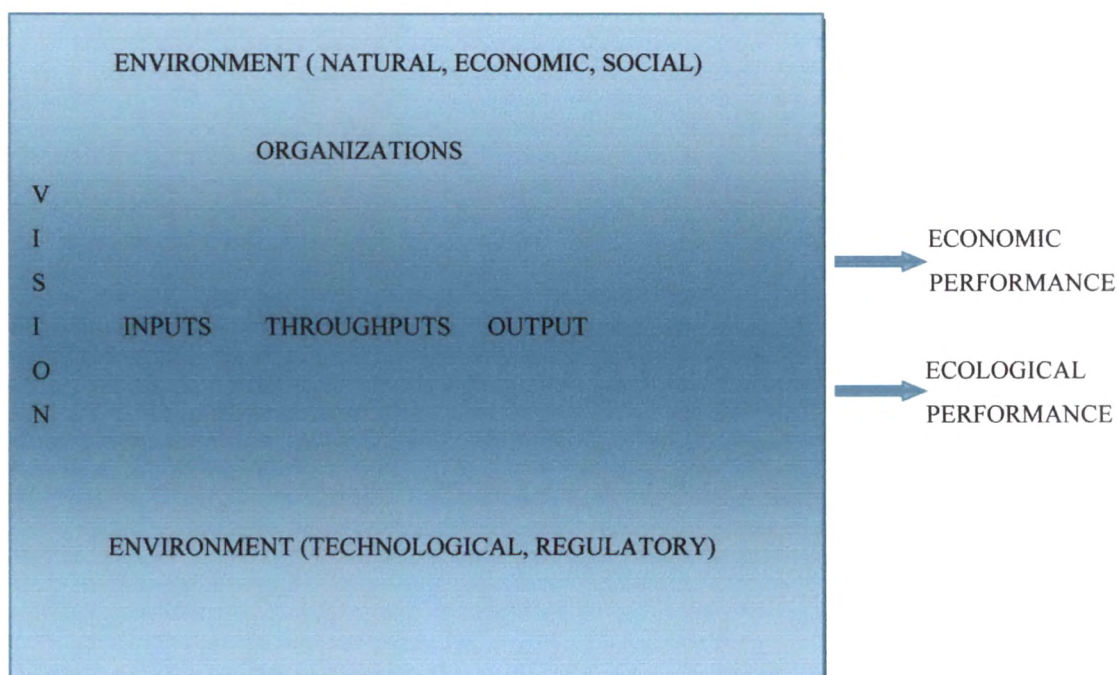 ENVIRONMENT ( NATURAL, ECONOMIC, SOCIAL)
ORGANIZATIONS
V
I
S
I
O
N
INPUTS THROUGHPUTS OUTPUT
ENVIRONMENT (TECHNOLOGICAL, REGULATORY)
ECONOMIC
PERFORMANCE
ECOLOGICAL
PERFORMANCE